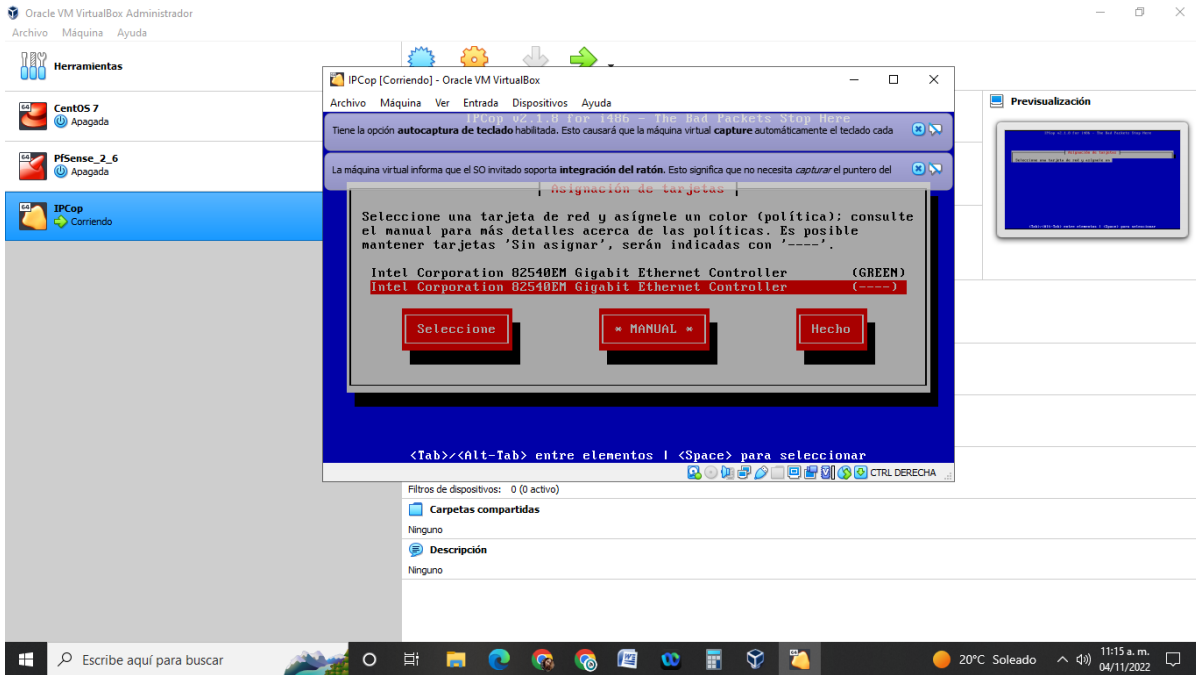 Oracle VM VirtualBox Administrador
Archivo Máquina Ayuda
Herramientas
CentOS 7
Apagada
PfSense_2_6
Apagada
IPCop
Corriendo
IPCop [Corriendo] - Oracle VM VirtualBox
Archivo Máquina Ver Entrada Dispositivos Ayuda
IPCop v2.1.8 for i486 - The Bad Packets Stop Here
Tiene la opción autocaptura de teclado habilitada. Esto causará que la máquina virtual capture automáticamente el teclado cada
La máquina virtual informa que el SO invitado soporta integración del ratón. Esto significa que no necesita capturar el puntero del
Asignación de tarjetas
Seleccione una tarjeta de red y asígnele un color (política); consulte
el manual para más detalles acerca de las políticas. Es posible
mantener tarjetas 'Sin asignar', serán indicadas con '----'.
Intel Corporation 82540EM Gigabit Ethernet Controller (GREEN)
Intel Corporation 82540EM Gigabit Ethernet Controller (----)
Seleccione * MANUAL * Hecho
<Tab>/<Alt-Tab> entre elementos | <Space> para seleccionar
CTRL DERECHA
Previsualización
Filtros de dispositivos: 0 (0 activo)
Carpetas compartidas
Ninguno
Descripción
Ninguno
Escribe aquí para buscar
20°C Soleado
11:15 a. m.
04/11/2022